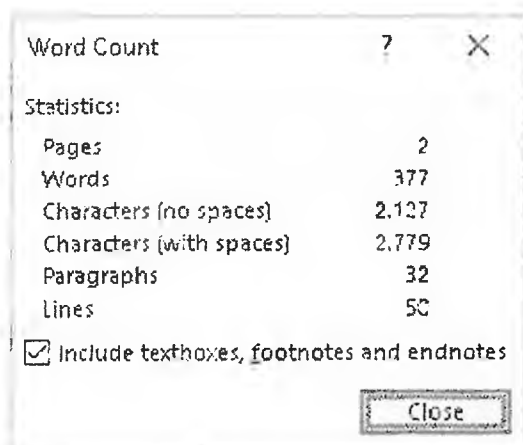 Word Count ? X
Statistics:
Pages 2
Words 377
Characters (no spaces) 2.127
Characters (with spaces) 2.779
Paragraphs 32
Lines 50
Include textboxes, footnotes and endnotes
Close